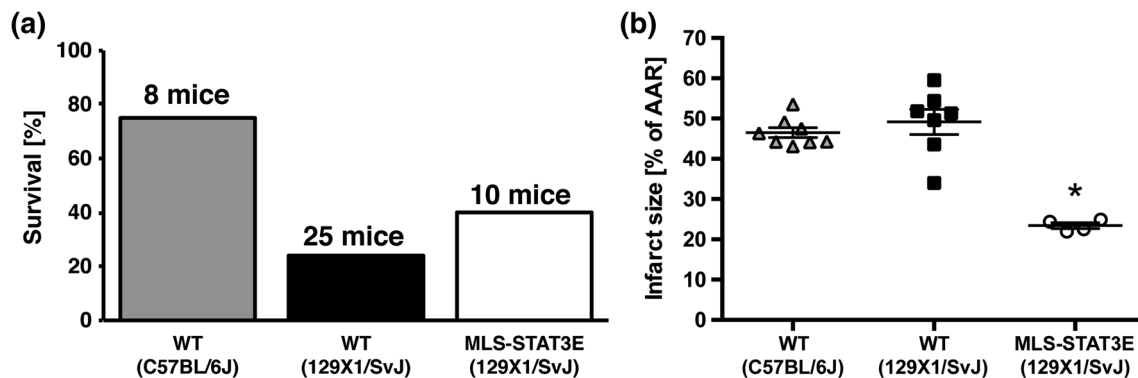 (a)
Survival [%]
100
80
60
40
20
0
8 mice
25 mice
10 mice
WT
(C57BL/6J)
WT
(129X1/SvJ)
MLS-STAT3E
(129X1/SvJ)
(b)
Infarct size [% of AAR]
70
60
50
40
30
20
10
0
*
WT
(C57BL/6J)
WT
(129X1/SvJ)
MLS-STAT3E
(129X1/SvJ)